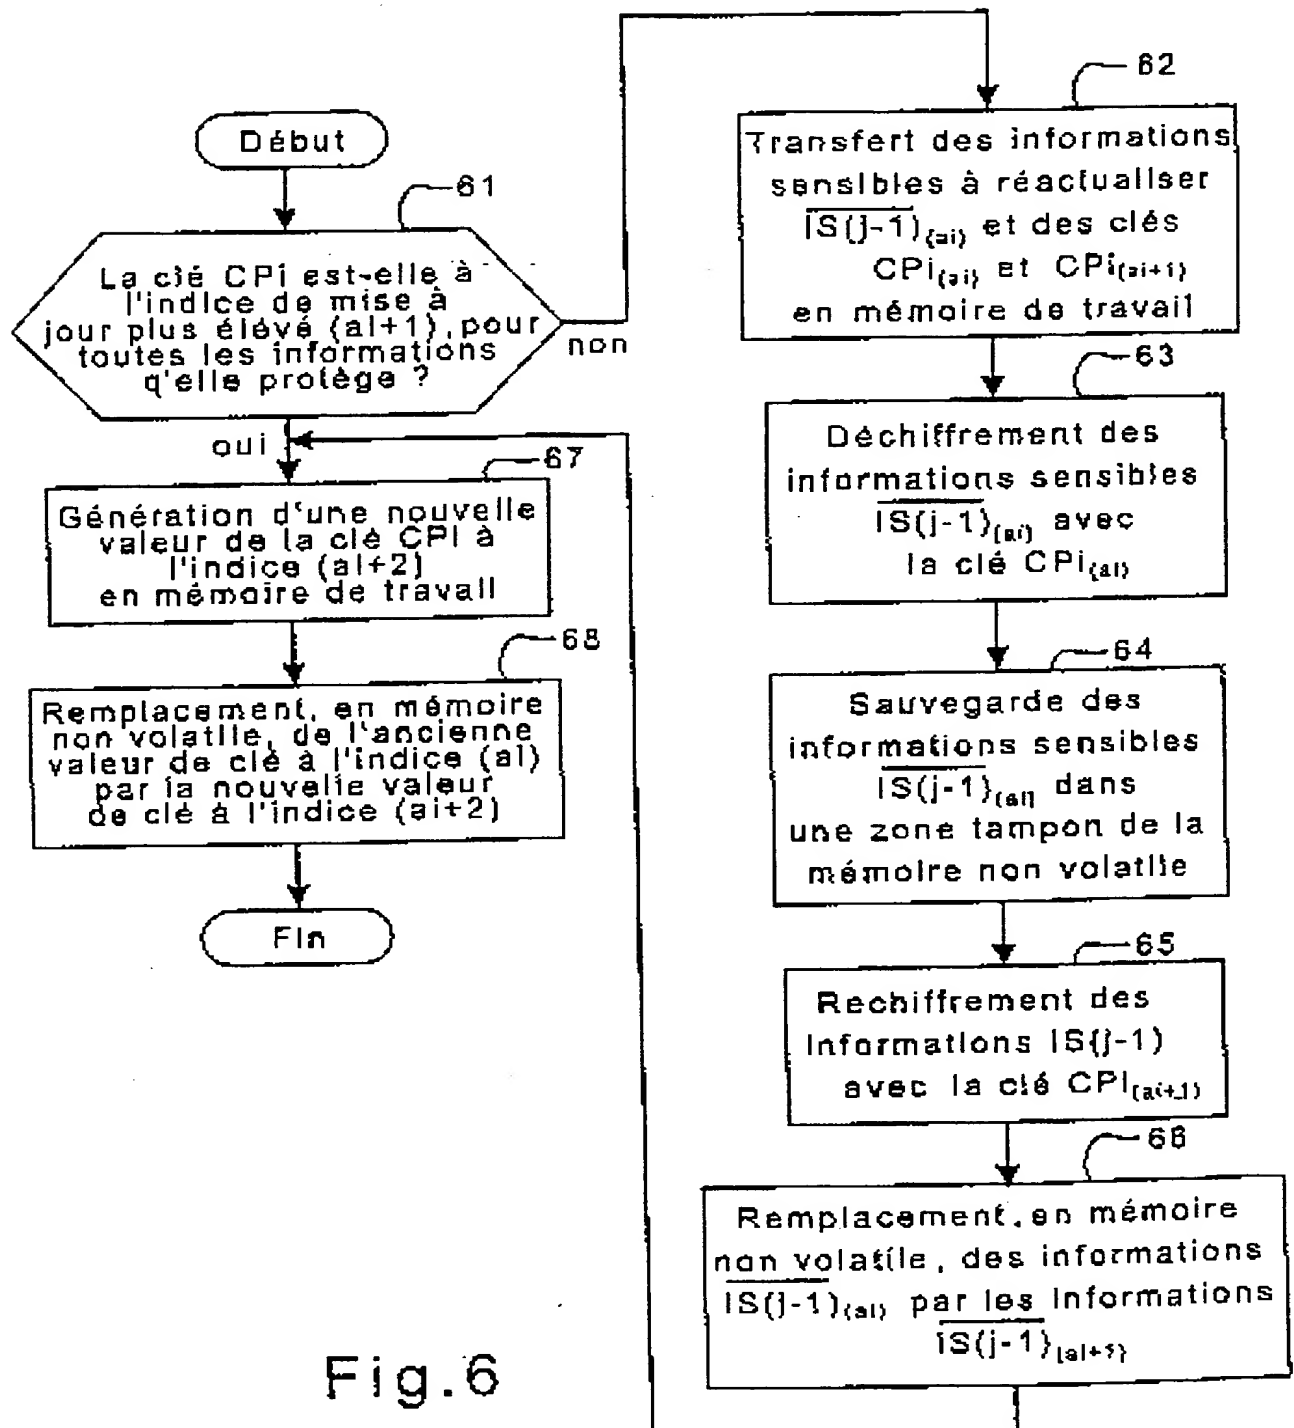 Début
61
La clé CPi est-elle à
l'indice de mise à
jour plus élévé (ai+1), pour
toutes les informations
qu'elle protège ?
non
oui
67
Génération d'une nouvelle
valeur de la clé CPi à
l'indice (ai+2)
en mémoire de travail
68
Remplacement, en mémoire
non volatile, de l'ancienne
valeur de clé à l'indice (ai)
par la nouvelle valeur
de clé à l'indice (ai+2)
Fin
62
Transfert des informations
sensibles à réactualiser
IS(j-1)(ai) et des clés
CPi(ai) et CPi(ai+1)
en mémoire de travail
63
Déchiffrement des
informations sensibles
IS(j-1)(ai) avec
la clé CPi(ai)
64
Sauvegarde des
informations sensibles
IS(j-1)(ai) dans
une zone tampon de la
mémoire non volatile
65
Rechiffrement des
informations IS(j-1)
avec la clé CPi(ai+1)
66
Remplacement, en mémoire
non volatile, des informations
IS(j-1)(ai) par les informations
IS(j-1)(ai+1)
Fig.6